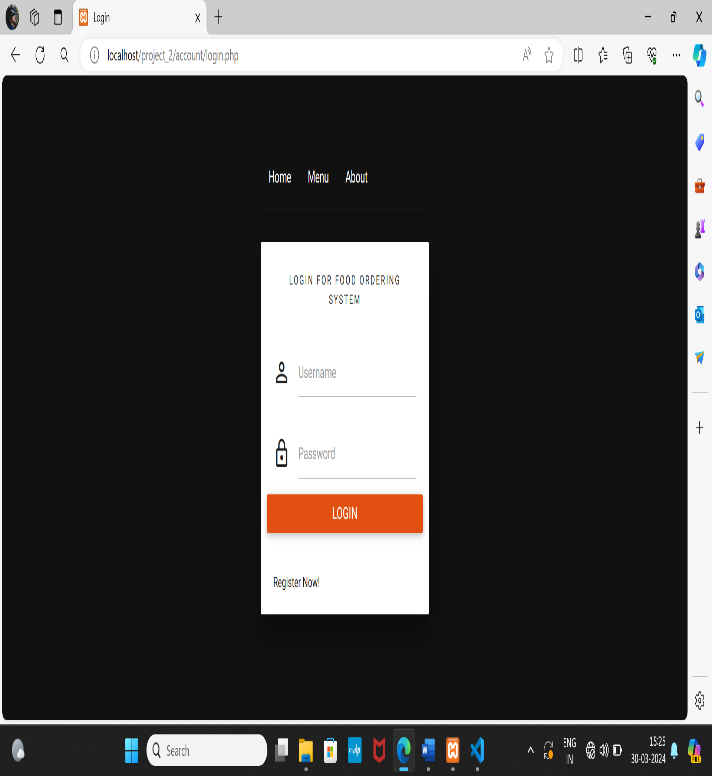 Login
localhost/project_2/account/login.php
Home Menu About
LOGIN FOR FOOD ORDERING
SYSTEM
Username
Password
LOGIN
Register Now!
Search
ENG
IN
15:25
30-03-2024